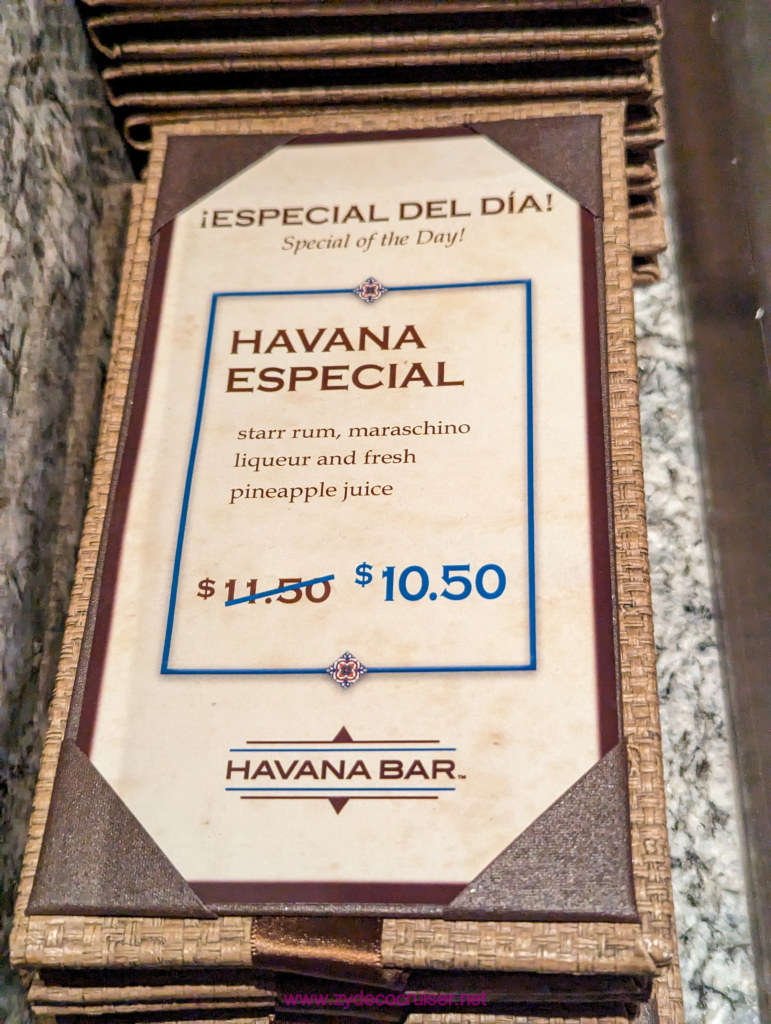 ¡ESPECIAL DEL DÍA!
Special of the Day!
HAVANA
ESPECIAL
starr rum, maraschino
liqueur and fresh
pineapple juice
$11.50 $10.50
HAVANA BAR™
www.zydecocruiser.net